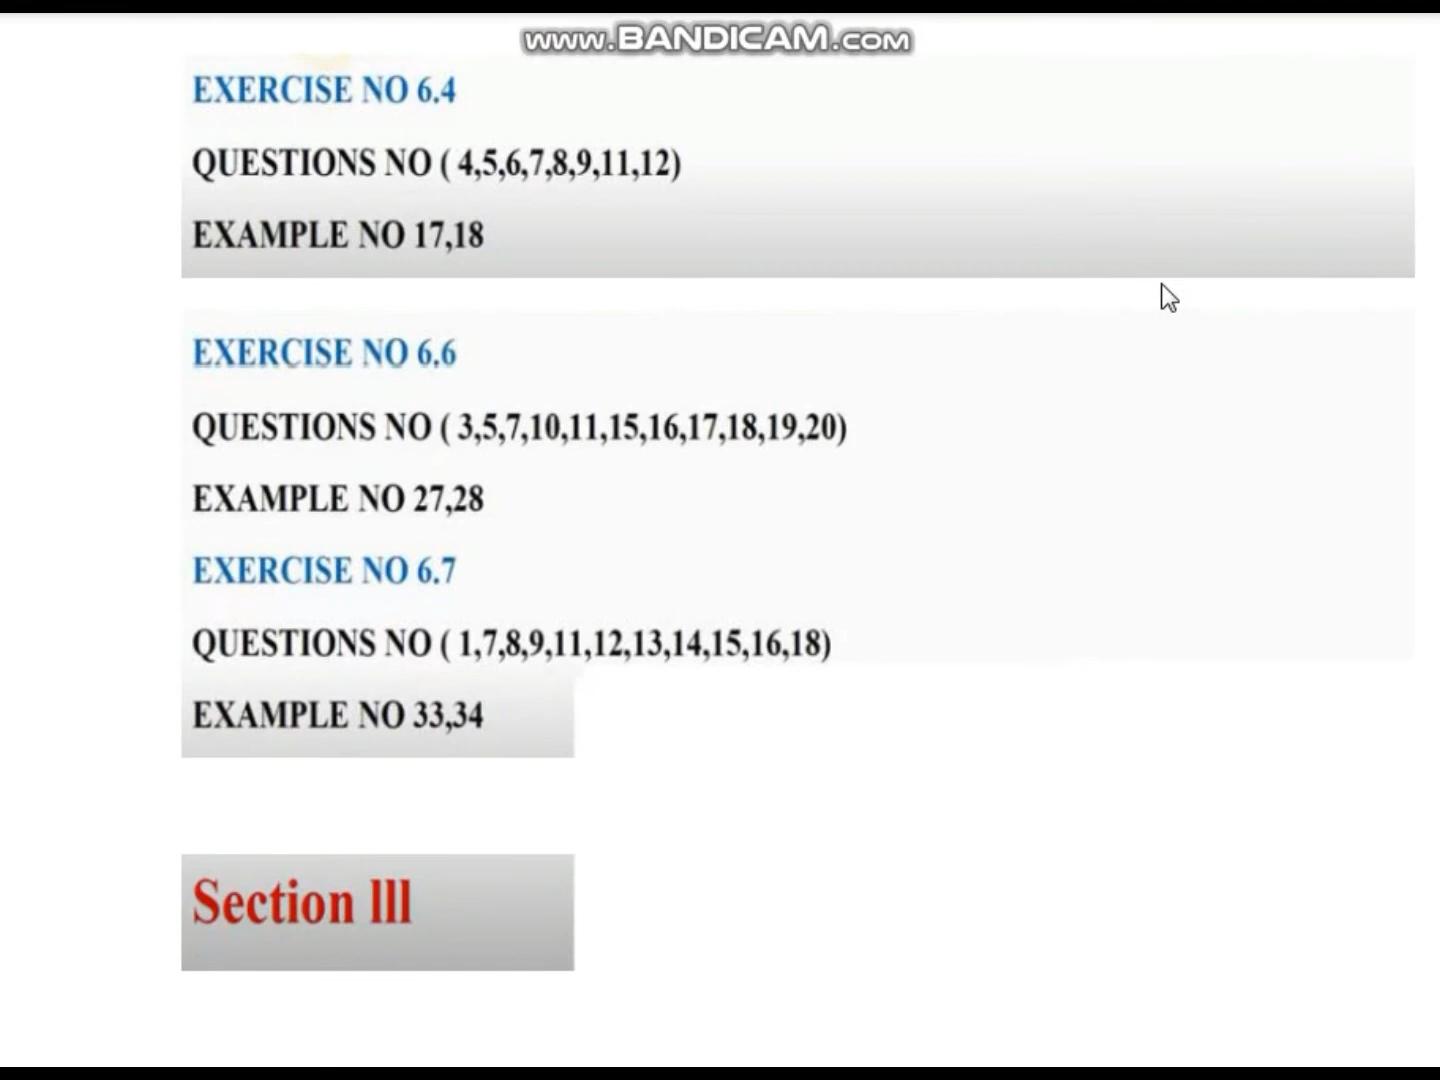 www.BANDICAM.com
EXERCISE NO 6.4
QUESTIONS NO ( 4,5,6,7,8,9,11,12)
EXAMPLE NO 17,18
EXERCISE NO 6.6
QUESTIONS NO ( 3,5,7,10,11,15,16,17,18,19,20)
EXAMPLE NO 27,28
EXERCISE NO 6.7
QUESTIONS NO ( 1,7,8,9,11,12,13,14,15,16,18)
EXAMPLE NO 33,34
Section lll